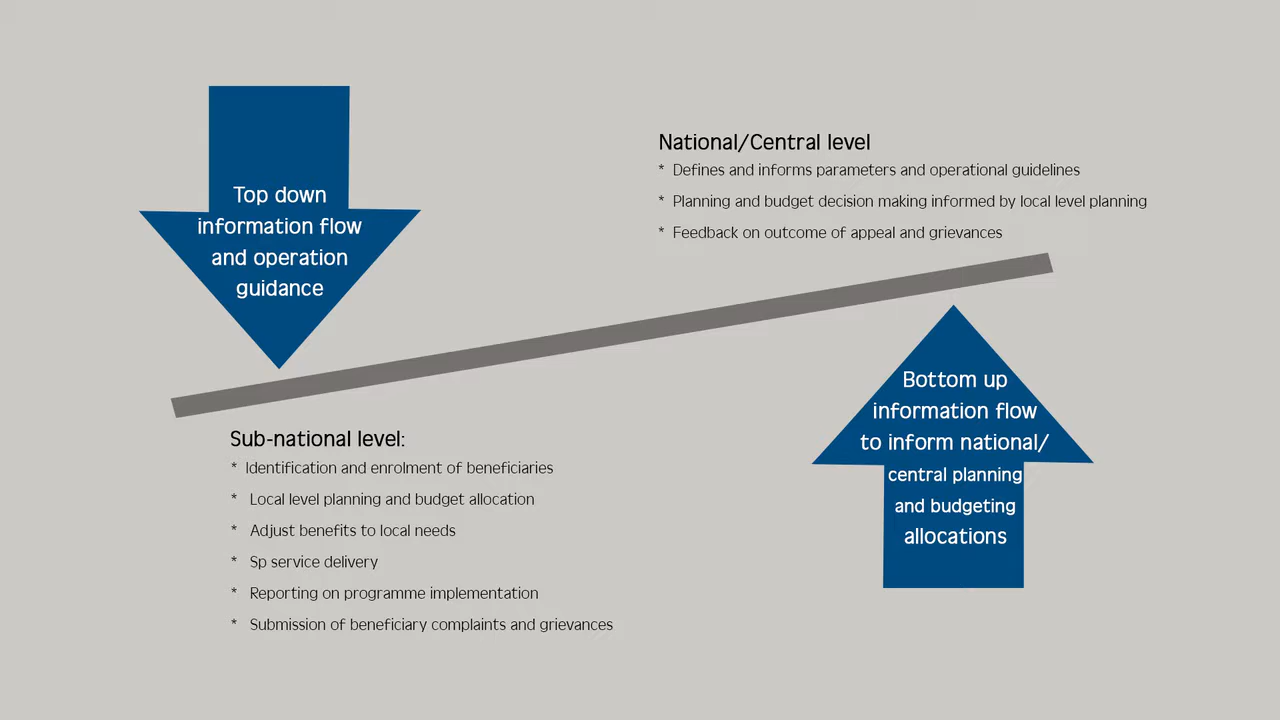 Top down
information flow
and operation
guidance
National/Central level
* Defines and informs parameters and operational guidelines
* Planning and budget decision making informed by local level planning
* Feedback on outcome of appeal and grievances
Sub-national level:
* Identification and enrolment of beneficiaries
* Local level planning and budget allocation
* Adjust benefits to local needs
* Sp service delivery
* Reporting on programme implementation
* Submission of beneficiary complaints and grievances
Bottom up
information flow
to inform national/
central planning
and budgeting
allocations